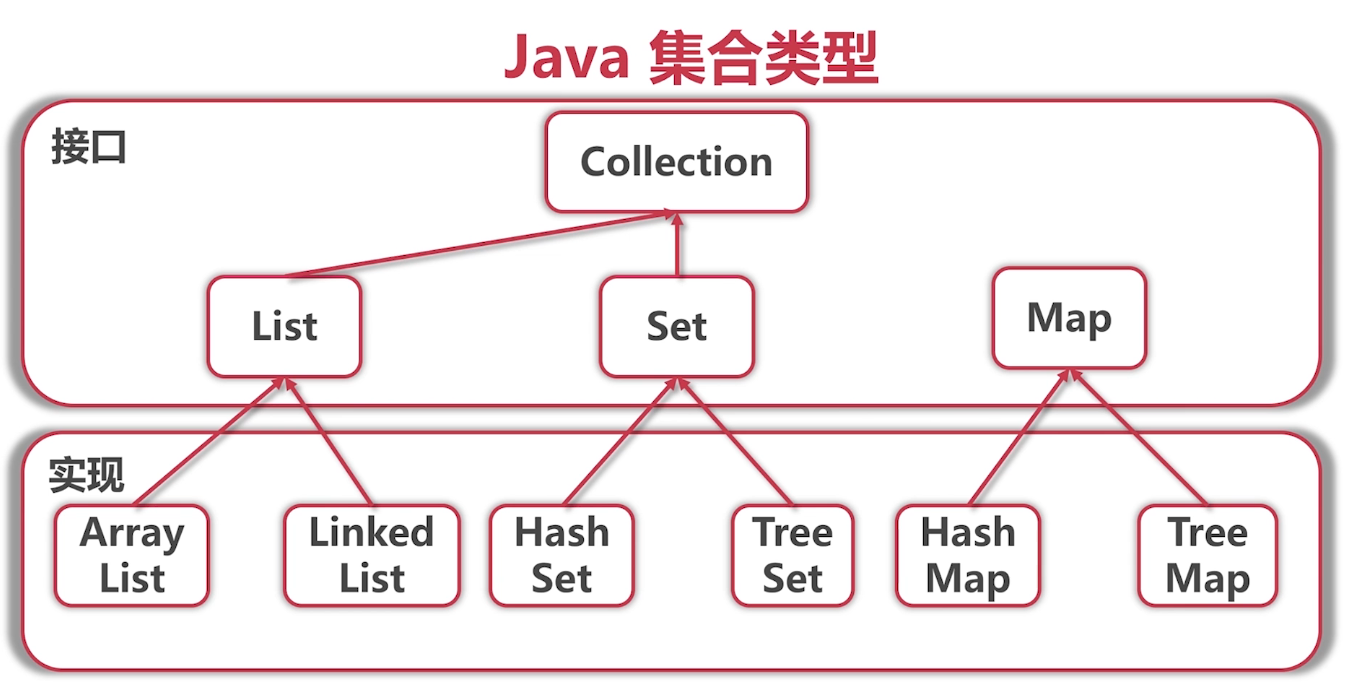 Java 集合类型
接口
Collection
List
Set
Map
实现
Array
List
Linked
List
Hash
Set
Tree
Set
Hash
Map
Tree
Map